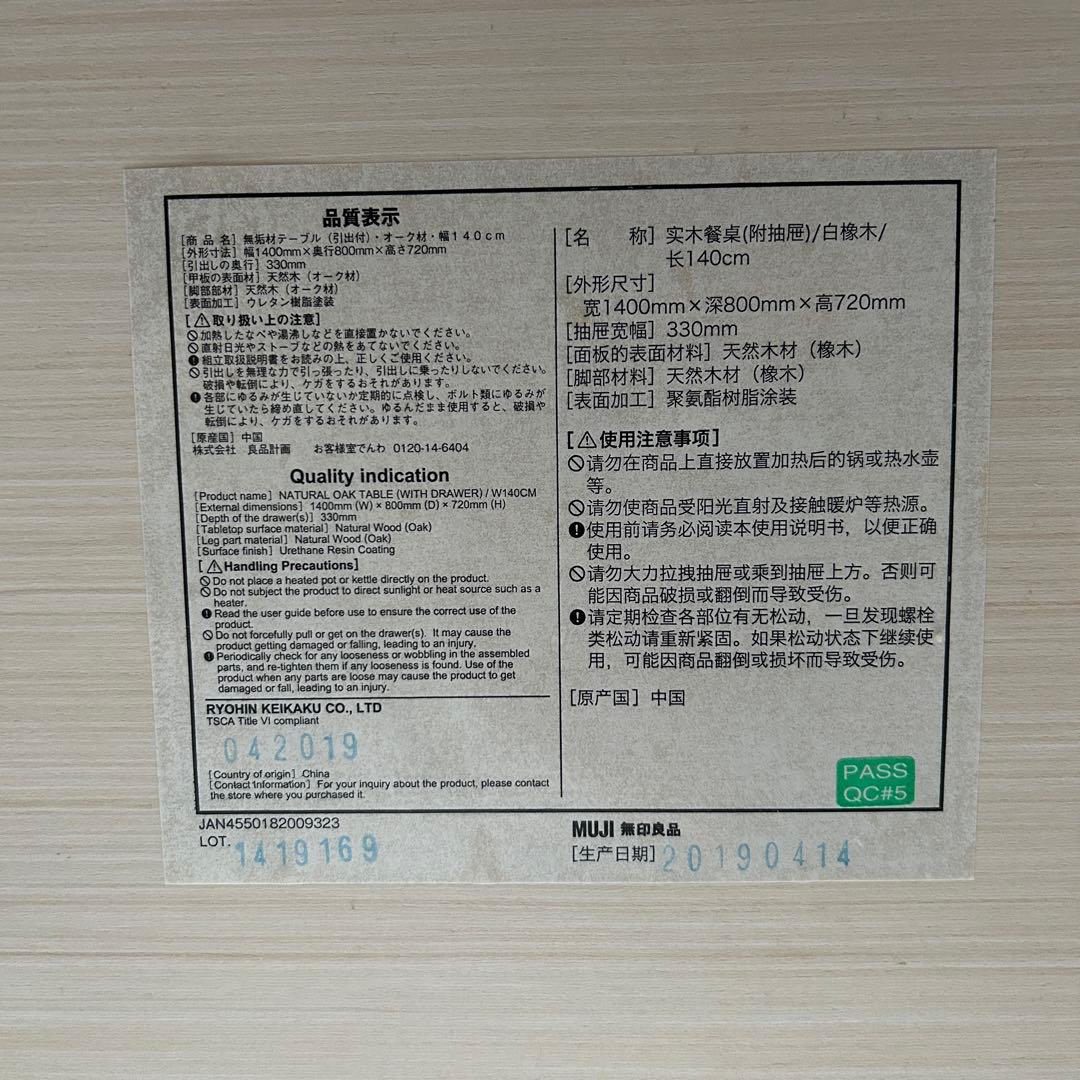 品質表示
[商 品 名] 無垢材テーブル(引出付)・オーク材・幅140cm
[外形寸法] 幅1400mm×奥行800mm×高さ720mm
[引出しの奥行] 330mm
[甲板の表面材] 天然木(オーク材)
[脚部部材] 天然木(オーク材)
[表面加工] ウレタン樹脂塗装
[⚠取り扱い上の注意]
加熱したなべや湯沸しなどを直接置かないでください。
直射日光やストーブなどの熱をあてないでください。
組立取扱説明書をお読みの上、正しくご使用ください。
引出しを無理な力で引っ張ったり、引出しに乗ったりしないでください。
破損や転倒により、ケガをするおそれがあります。
各部にゆるみが生じていないか定期的に点検し、ボルト類にゆるみが
生じていたら締め直してください。ゆるんだまま使用すると、破損や
転倒により、ケガをするおそれがあります。
[原産国] 中国
株式会社 良品計画 お客様室でんわ 0120-14-6404
Quality indication
[Product name] NATURAL OAK TABLE (WITH DRAWER) / W140CM
[External dimensions] 1400mm (W) × 800mm (D) × 720mm (H)
[Depth of the drawer(s)] 330mm
[Tabletop surface material] Natural Wood (Oak)
[Leg part material] Natural Wood (Oak)
[Surface finish] Urethane Resin Coating
[⚠Handling Precautions]
Do not place a heated pot or kettle directly on the product.
Do not subject the product to direct sunlight or heat source such as a
heater.
Read the user guide before use to ensure the correct use of the
product.
Do not forcefully pull or get on the drawer(s). It may cause the
product getting damaged or falling, leading to an injury.
Periodically check for any looseness or wobbling in the assembled
parts, and re-tighten them if any looseness is found. Use of the
product when any parts are loose may cause the product to get
damaged or fall, leading to an injury.
RYOHIN KEIKAKU CO., LTD
TSCA Title VI compliant
042019
[Country of origin] China
[Contact Information] For your inquiry about the product, please contact
the store where you purchased it.
JAN4550182009323
LOT. 1419169
[名 称] 实木餐桌(附抽屉)/白橡木/
长140cm
[外形尺寸]
宽1400mm×深800mm×高720mm
[抽屉宽幅] 330mm
[面板的表面材料] 天然木材(橡木)
[脚部材料] 天然木材(橡木)
[表面加工] 聚氨酯树脂涂装
[⚠使用注意事项]
请勿在商品上直接放置加热后的锅或热水壶
等。
请勿使商品受阳光直射及接触暖炉等热源。
使用前请务必阅读本使用说明书,以便正确
使用。
请勿大力拉拽抽屉或乘到抽屉上方。否则可
能因商品破损或翻倒而导致受伤。
请定期检查各部位有无松动,一旦发现螺栓
类松动请重新紧固。如果松动状态下继续使
用,可能因商品翻倒或损坏而导致受伤。
[原产国] 中国
PASS
QC#5
MUJI 無印良品
[生产日期] 20190414